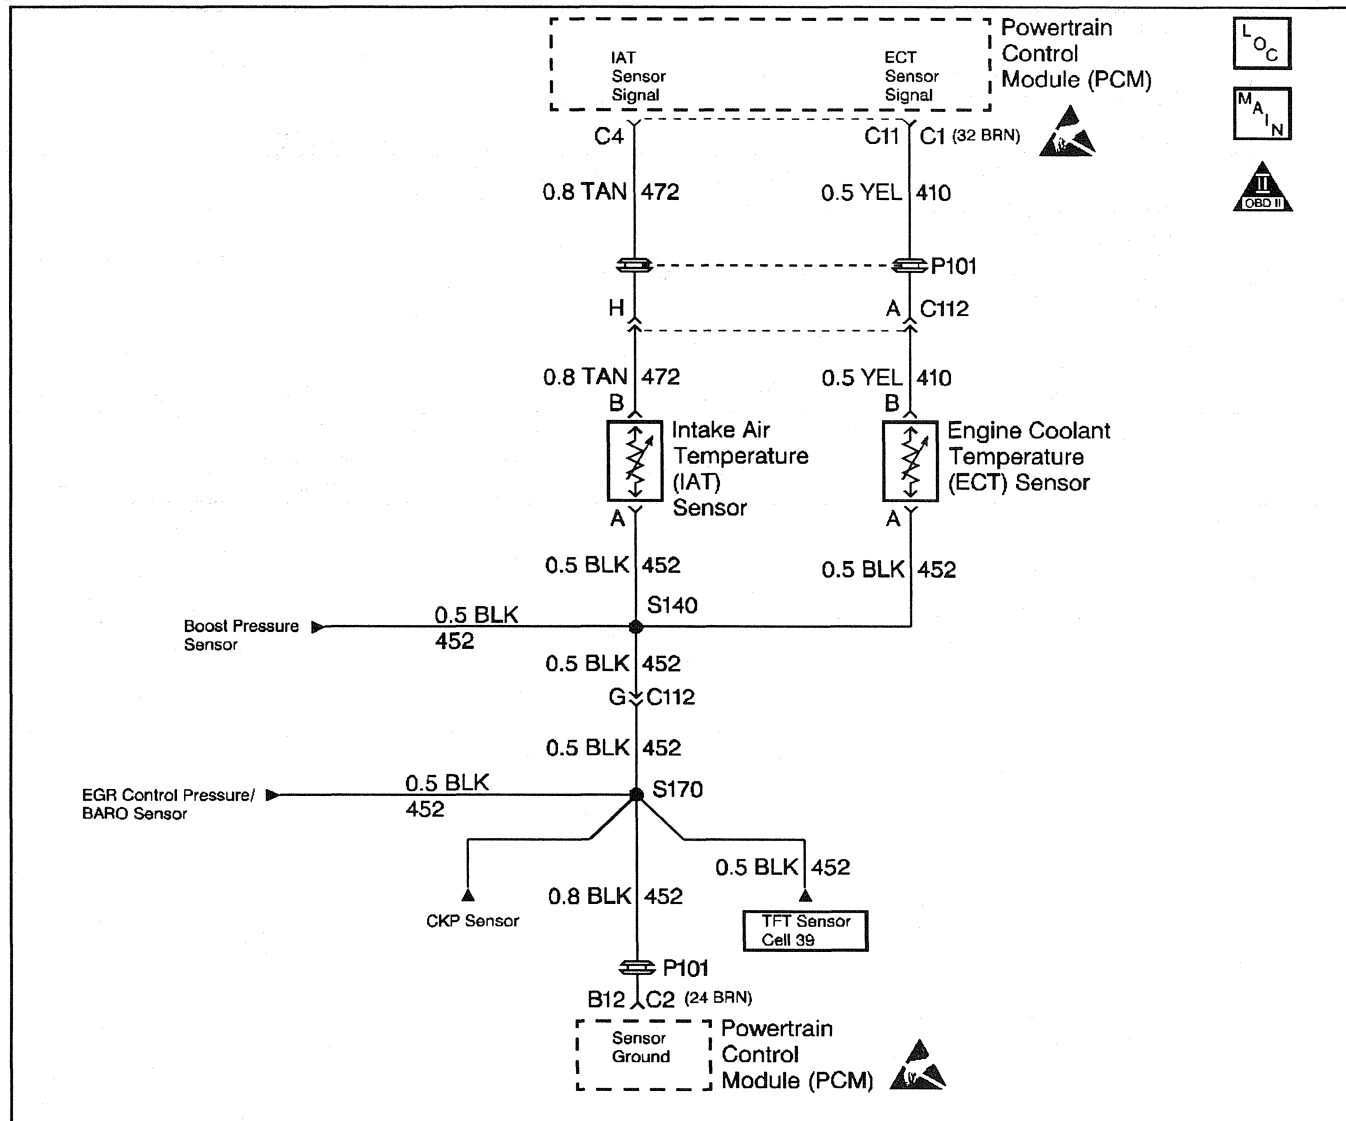 Powertrain
Control
Module (PCM)
IAT
Sensor
Signal
ECT
Sensor
Signal
LOC
MAIN
II
OBD II
C4
C11
C1 (32 BRN)
0.8 TAN 472
0.5 YEL 410
P101
H
A
C112
0.8 TAN 472
0.5 YEL 410
B
B
Intake Air
Temperature
(IAT)
Sensor
Engine Coolant
Temperature
(ECT) Sensor
A
A
0.5 BLK 452
0.5 BLK 452
S140
Boost Pressure
Sensor
0.5 BLK
452
0.5 BLK 452
G C112
0.5 BLK 452
EGR Control Pressure/
BARO Sensor
0.5 BLK
452
S170
0.5 BLK 452
0.8 BLK 452
CKP Sensor
TFT Sensor
Cell 39
P101
B12 C2 (24 BRN)
Sensor
Ground
Powertrain
Control
Module (PCM)